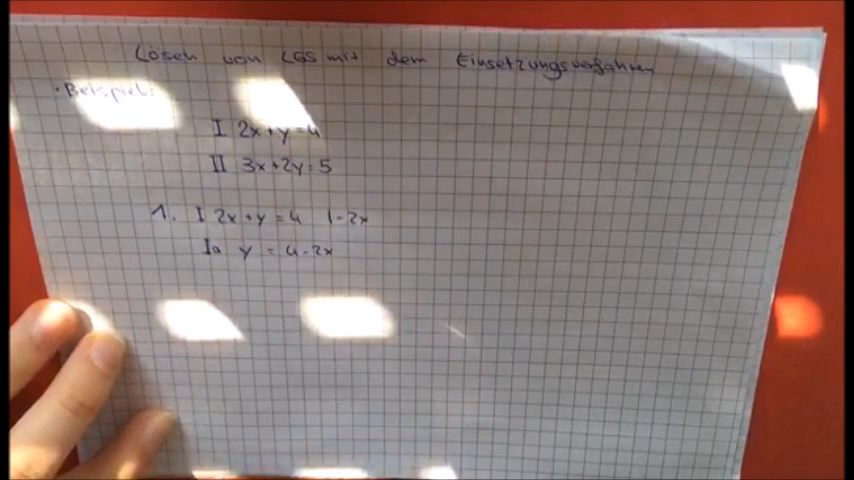 Lösen von LGS mit dem Einsetzungsverfahren
· Beispiel:
I 2x+y=4
II 3x+2y=5
1. I 2x+y=4 |-2x
Ia y = 4-2x